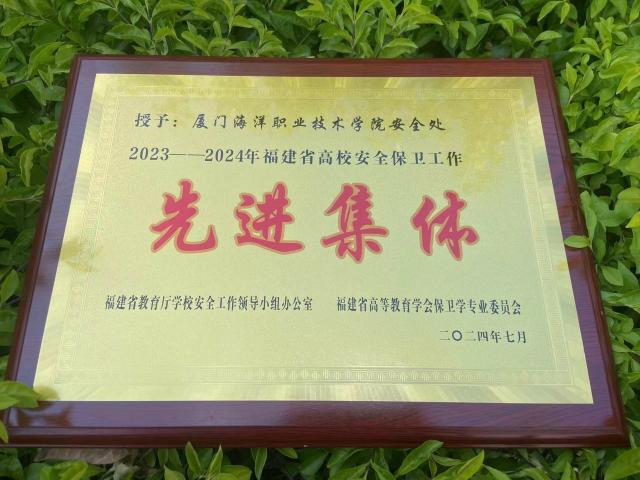 授予：厦门海洋职业技术学院安全处
2023——2024年福建省高校安全保卫工作
先进集体
福建省教育厅学校安全工作领导小组办公室 福建省高等教育学会保卫学专业委员会
二〇二四年七月